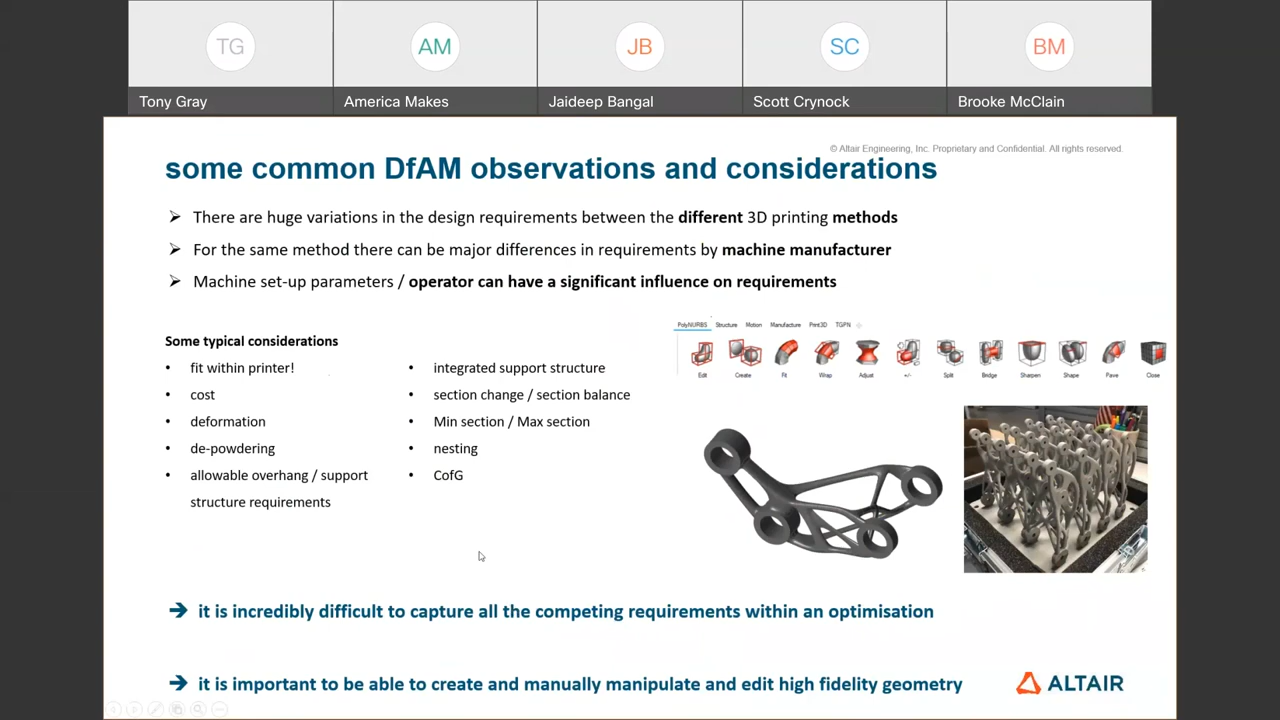 TG
AM
JB
SC
BM
Tony Gray
America Makes
Jaideep Bangal
Scott Crynock
Brooke McClain
© Altair Engineering, Inc. Proprietary and Confidential. All rights reserved.
some common DfAM observations and considerations
There are huge variations in the design requirements between the different 3D printing methods
For the same method there can be major differences in requirements by machine manufacturer
Machine set-up parameters / operator can have a significant influence on requirements
Some typical considerations
• fit within printer!
• cost
• deformation
• de-powdering
• allowable overhang / support
structure requirements
• integrated support structure
• section change / section balance
• Min section / Max section
• nesting
• CofG
PolyNURBS Structure Motion Manufacture Print3D TGPN
Edit Create Fit Wrap Adjust +/- Split Bridge Sharpen Shape Pave Close
➔ it is incredibly difficult to capture all the competing requirements within an optimisation
➔ it is important to be able to create and manually manipulate and edit high fidelity geometry
ALTAIR